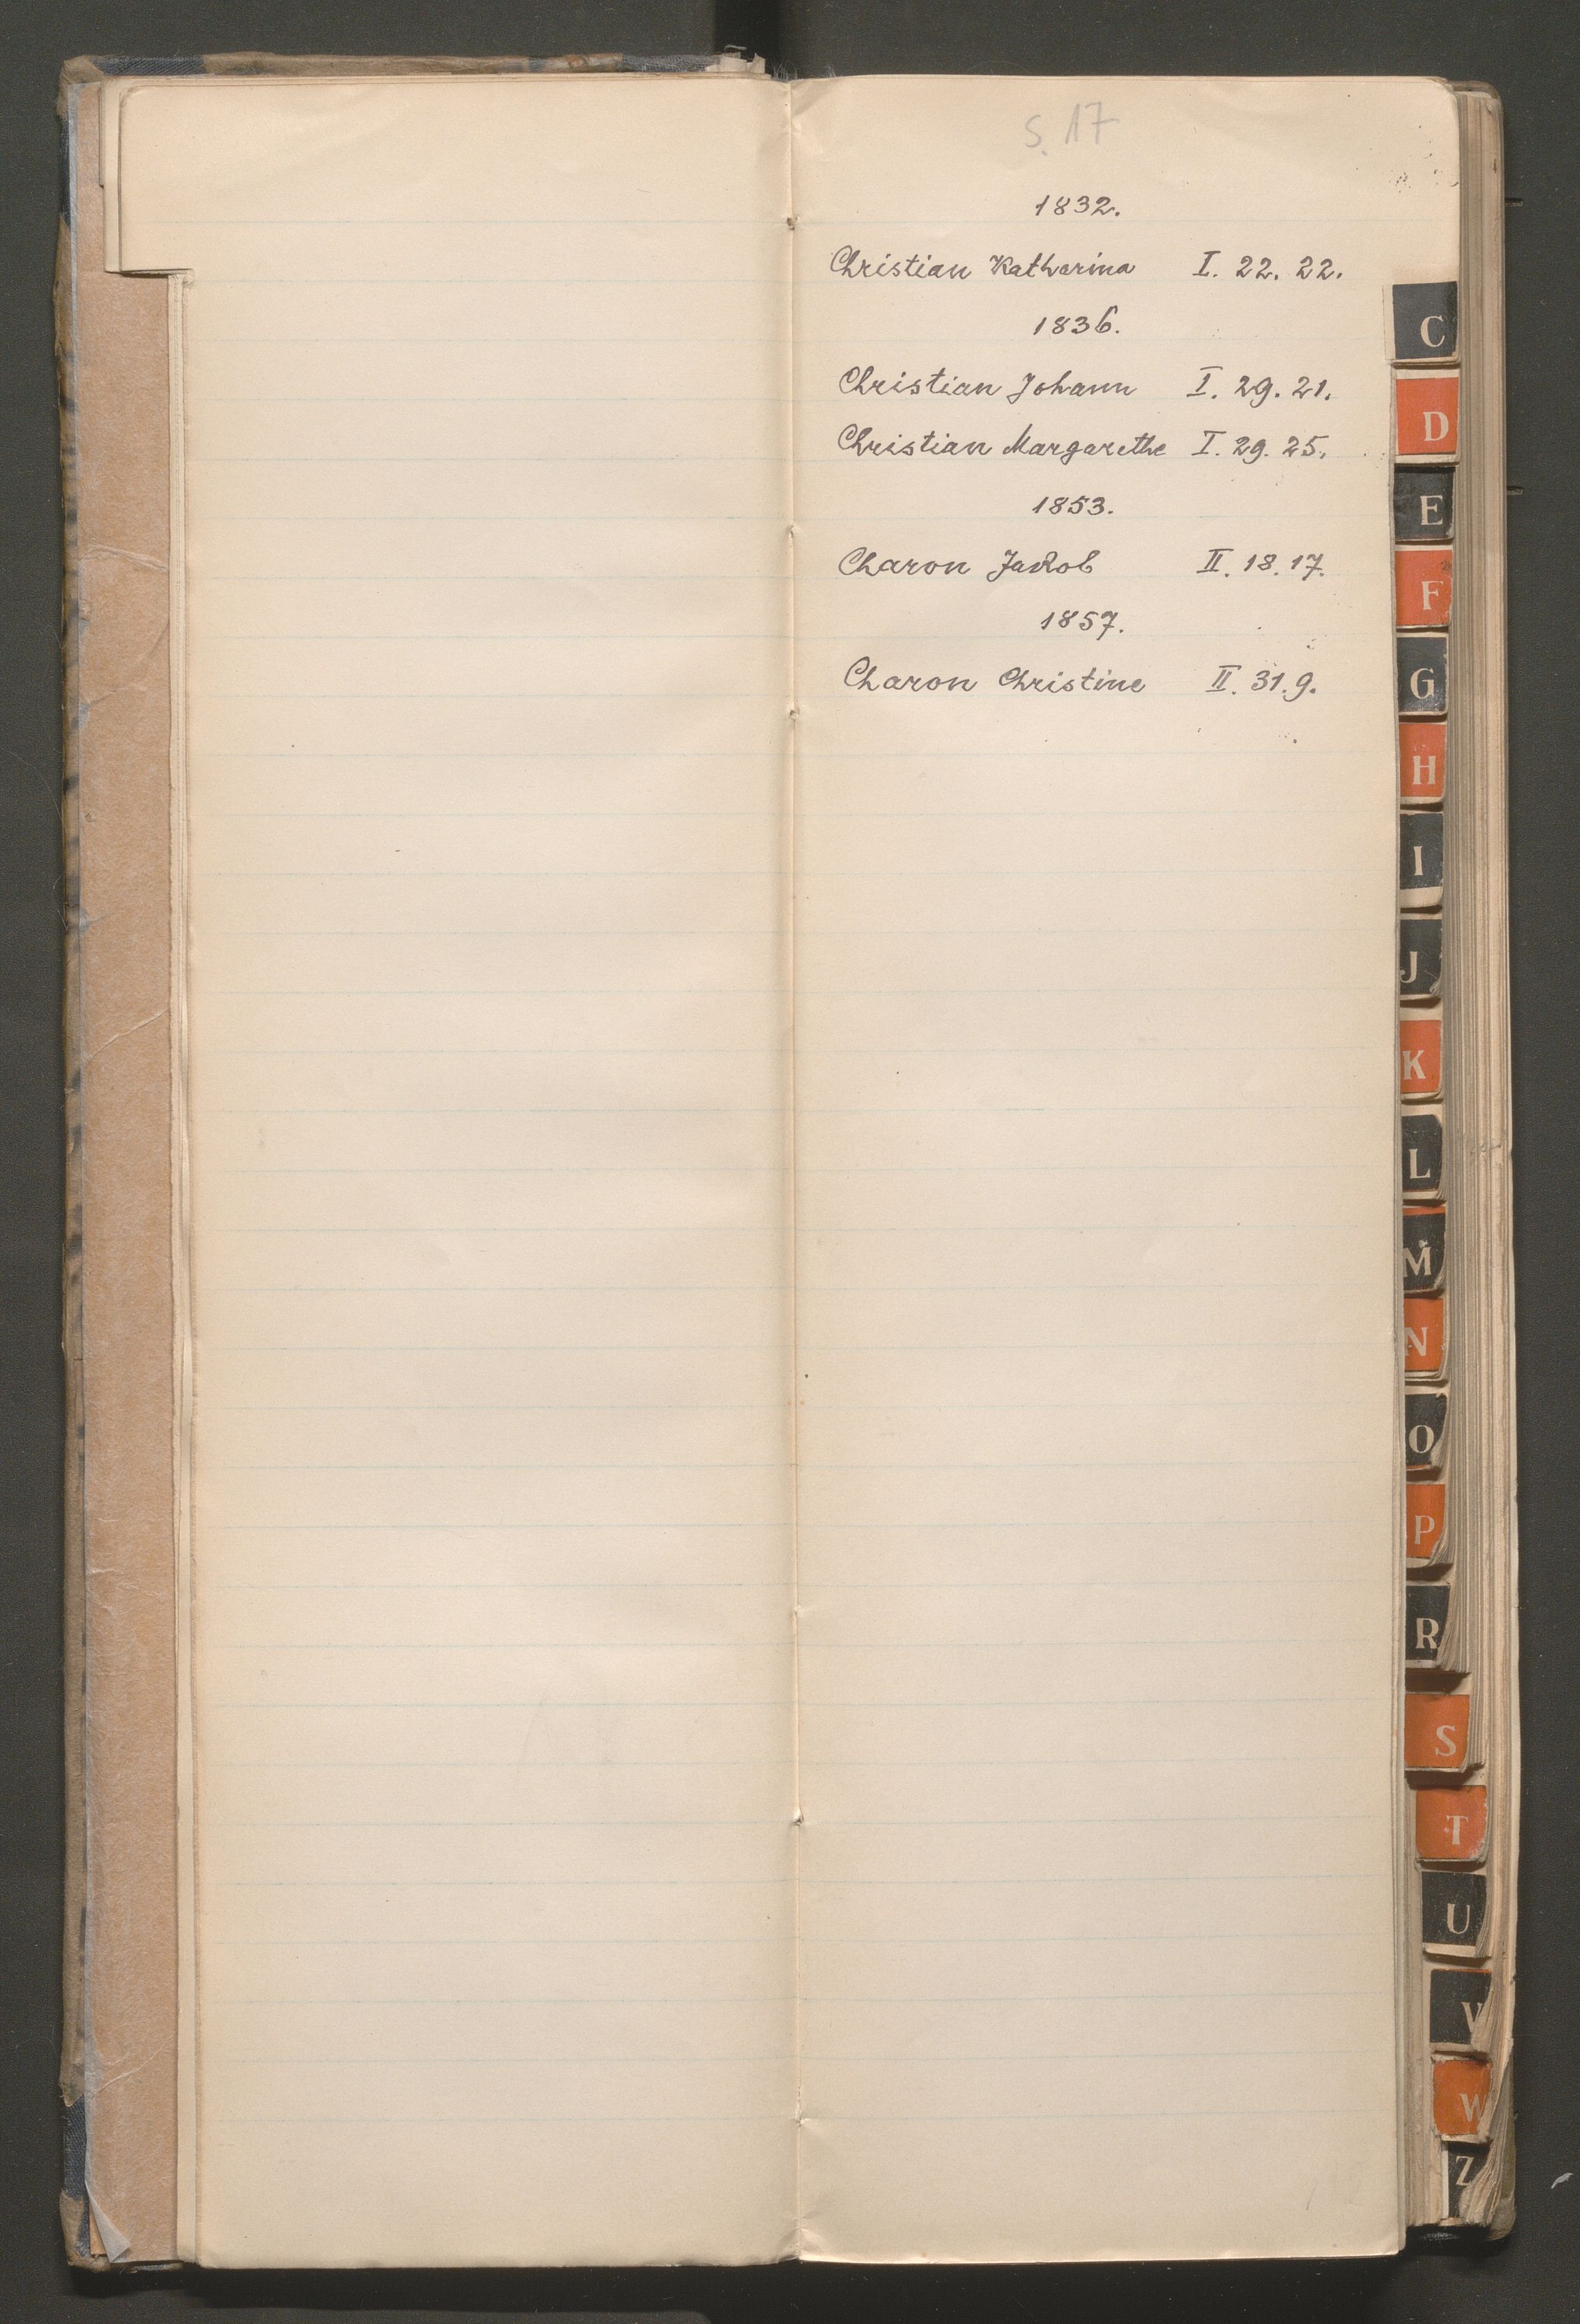 S. 17
1832.
Christian Katharina I. 22. 22.
1836.
Christian Johann I. 29. 21.
Christian Margarethe I. 29. 25.
1853.
Charon Jakob II. 18. 17.
1857.
Charon Christine II. 31. 9.
C
D
E
F
G
H
I
J
K
L
M
N
O
P
R
S
T
U
V
W
Z